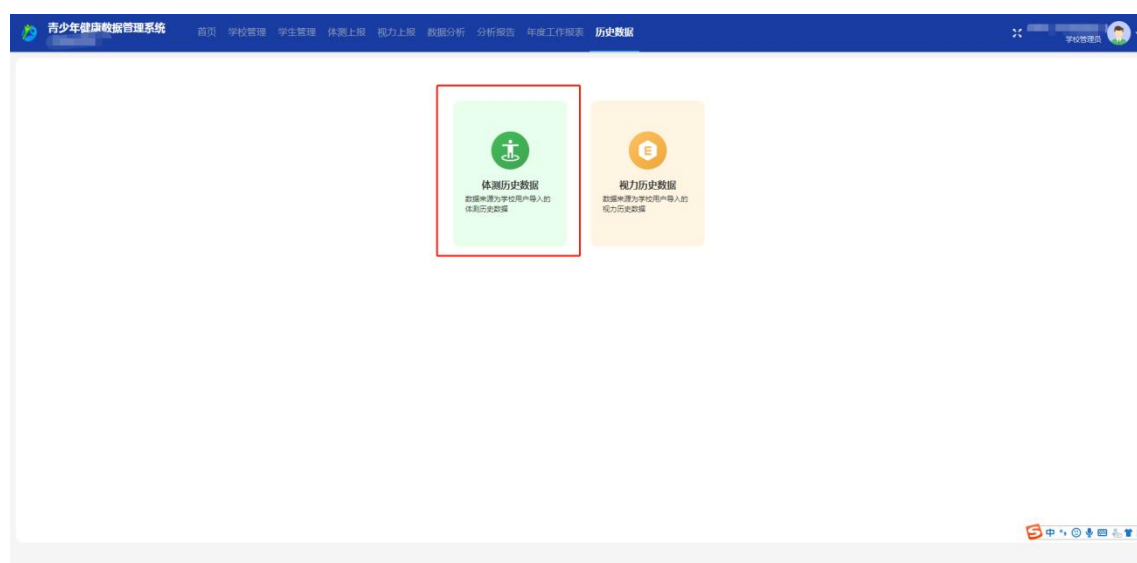 青少年健康数据管理系统
首页 学校管理 学生管理 体测上报 视力上报 数据分析 分析报告 年度工作报表 历史数据
学校管理员
体测历史数据
数据来源为学校用户导入的
体测历史数据
E
视力历史数据
数据来源为学校用户导入的
视力历史数据
S 中